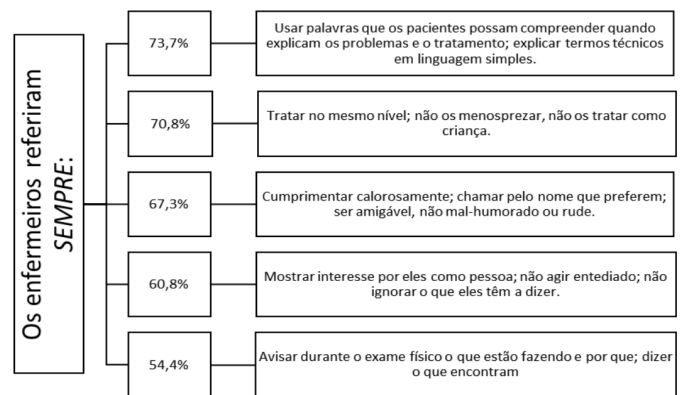 Os enfermeiros referiram
SEMPRE:
73,7%
Usar palavras que os pacientes possam compreender quando
explicam os problemas e o tratamento; explicar termos técnicos
em linguagem simples.
70,8%
Tratar no mesmo nível; não os menosprezar, não os tratar como
criança.
67,3%
Cumprimentar calorosamente; chamar pelo nome que preferem;
ser amigável, não mal-humorado ou rude.
60,8%
Mostrar interesse por eles como pessoa; não agir entediado; não
ignorar o que eles têm a dizer.
54,4%
Avisar durante o exame físico o que estão fazendo e por que; dizer
o que encontram